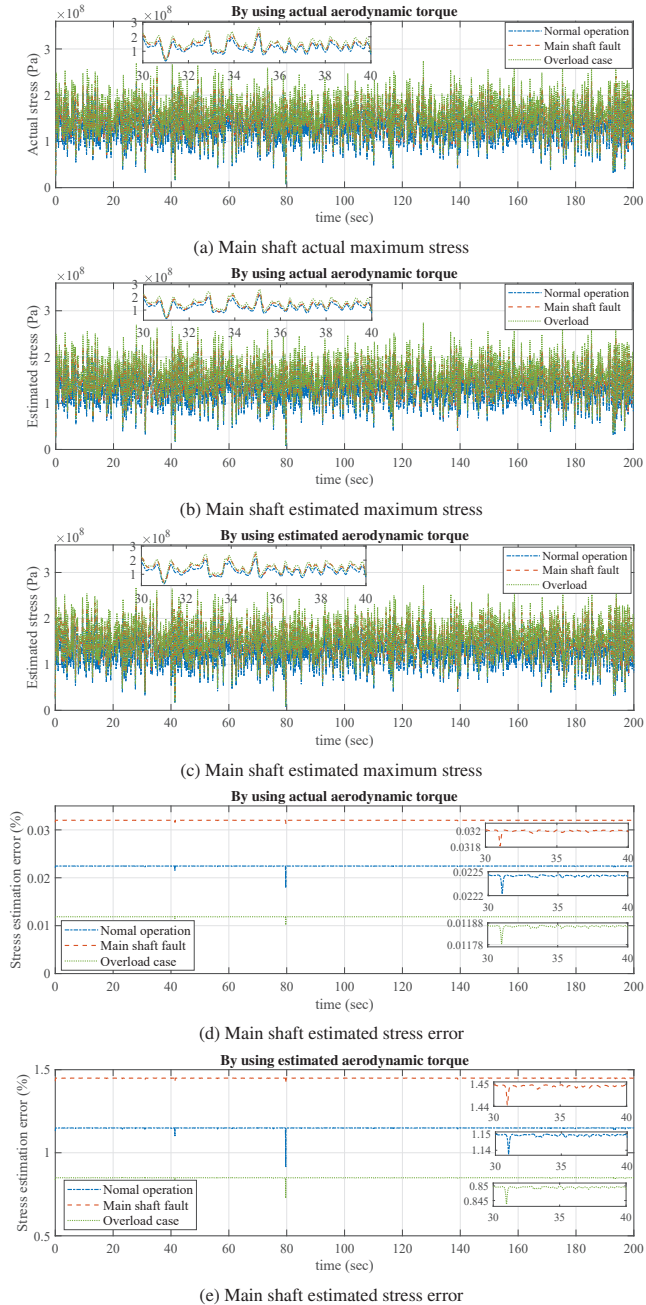 By using actual aerodynamic torque
×10⁸
×10⁸
Actual stress (Pa)
3
2
1
0
3
2
1
30 32 34 36 38 40
Normal operation
Main shaft fault
Overload case
0 20 40 60 80 100 120 140 160 180 200
time (sec)
(a) Main shaft actual maximum stress
By using actual aerodynamic torque
×10⁸
×10⁸
Estimated stress (Pa)
3
2
1
0
3
2
1
30 32 34 36 38 40
Normal operation
Main shaft fault
Overload
0 20 40 60 80 100 120 140 160 180 200
time (sec)
(b) Main shaft estimated maximum stress
By using estimated aerodynamic torque
×10⁸
×10⁸
Estimated stress (Pa)
3
2
1
0
3
2
1
30 32 34 36 38 40
Normal operation
Main shaft fault
Overload
0 20 40 60 80 100 120 140 160 180 200
time (sec)
(c) Main shaft estimated maximum stress
By using actual aerodynamic torque
Stress estimation error (%)
0.03
0.02
0.01
0
0.032
0.0318
30 35 40
0.0225
0.0222
30 35 40
0.01188
0.01178
30 35 40
Nomal operation
Main shaft fault
Overload case
0 20 40 60 80 100 120 140 160 180 200
time (sec)
(d) Main shaft estimated stress error
By using estimated aerodynamic torque
Stress estimation error (%)
1.5
1
0.5
1.45
1.44
30 35 40
1.15
1.14
30 35 40
0.85
0.845
30 35 40
Nomal operation
Main shaft fault
Overload case
0 20 40 60 80 100 120 140 160 180 200
time (sec)
(e) Main shaft estimated stress error